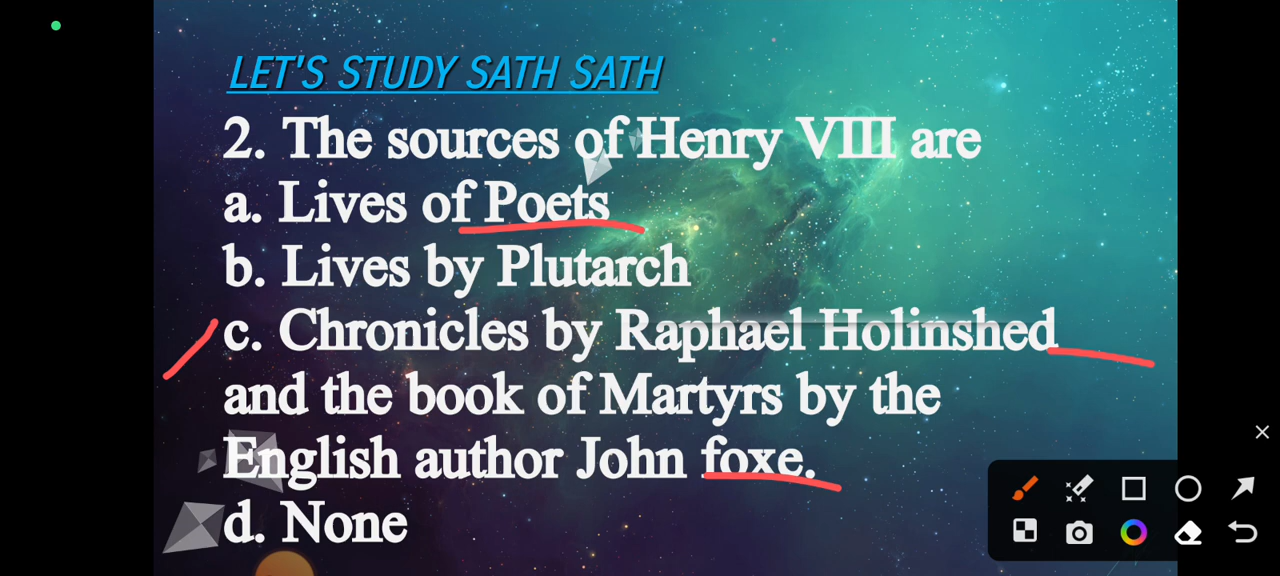 LET'S STUDY SATH SATH
2. The sources of Henry VIII are
a. Lives of Poets
b. Lives by Plutarch
c. Chronicles by Raphael Holinshed
and the book of Martyrs by the
English author John foxe.
d. None